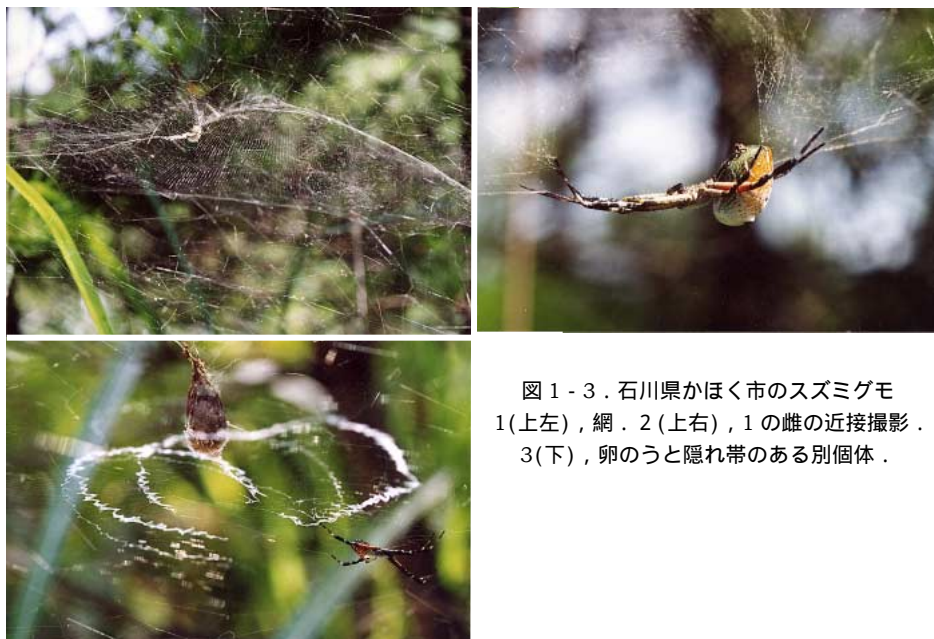 図 1 - 3 . 石川県かほく市のスズミグモ
1(上左) , 網 . 2 (上右) , 1 の雌の近接撮影 .
3(下) , 卵のうと隠れ帯のある別個体 .